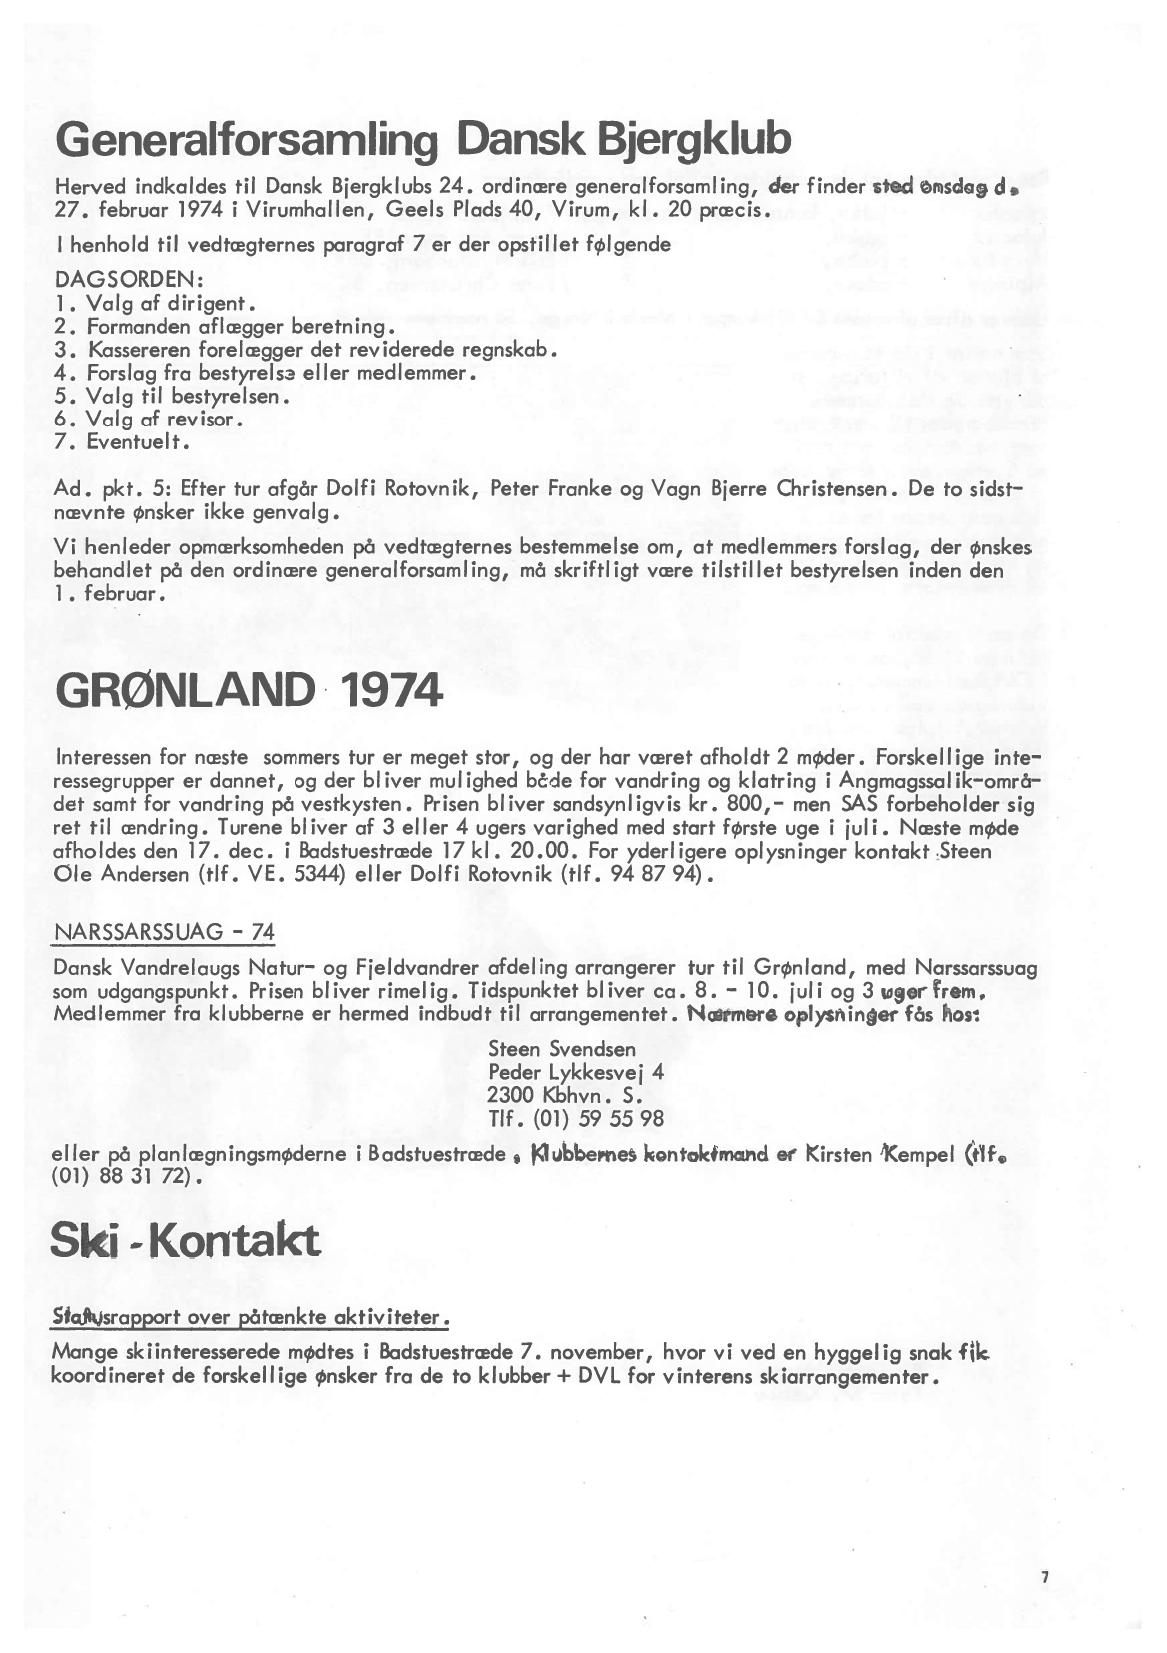 Generalforsamling Dansk Bjergklub
Herved indkaldes til Dansk Bjergklubs 24. ordinære generalforsamling, der finder sted onsdag d.
27. februar 1974 i Virumhallen, Geels Plads 40, Virum, kl. 20 præcis.
I henhold til vedtægternes paragraf 7 er der opstillet følgende
DAGSORDEN:
1. Valg af dirigent.
2. Formanden aflægger beretning.
3. Kassereren forelægger det reviderede regnskab.
4. Forslag fra bestyrelse eller medlemmer.
5. Valg til bestyrelsen.
6. Valg af revisor.
7. Eventuelt.
Ad. pkt. 5: Efter tur afgår Dolfi Rotovnik, Peter Franke og Vagn Bjerre Christensen. De to sidst-
nævnte ønsker ikke genvalg.
Vi henleder opmærksomheden på vedtægternes bestemmelse om, at medlemmers forslag, der ønskes
behandlet på den ordinære generalforsamling, må skriftligt være tilstillet bestyrelsen inden den
1. februar.
GRØNLAND 1974
Interessen for næste sommers tur er meget stor, og der har været afholdt 2 møder. Forskellige inte-
ressegrupper er dannet, og der bliver mulighed både for vandring og klatring i Angmagssalik-områ-
det samt for vandring på vestkysten. Prisen bliver sandsynligvis kr. 800,- men SAS forbeholder sig
ret til ændring. Turene bliver af 3 eller 4 ugers varighed med start første uge i juli. Næste møde
afholdes den 17. dec. i Badstuestræde 17 kl. 20.00. For yderligere oplysninger kontakt :Steen
Ole Andersen (tlf. VE. 5344) eller Dolfi Rotovnik (tlf. 94 87 94).
NARSSARSSUAG - 74
Dansk Vandrelaugs Natur- og Fjeldvandrer afdeling arrangerer tur til Grønland, med Narssarssuag
som udgangspunkt. Prisen bliver rimelig. Tidspunktet bliver ca. 8. - 10. juli og 3 uger frem.
Medlemmer fra klubberne er hermed indbudt til arrangementet. Nærmere oplysninger fås hos:
Steen Svendsen
Peder Lykkesvej 4
2300 Kbhvn. S.
Tlf. (01) 59 55 98
eller på planlægningsmøderne i Badstuestræde. Klubbernes kontaktmand er Kirsten Kempel (tlf.
(01) 88 31 72).
Ski - Kontakt
Statusrapport over påtænkte aktiviteter.
Mange skiinteresserede mødtes i Badstuestræde 7. november, hvor vi ved en hyggelig snak fik
koordineret de forskellige ønsker fra de to klubber + DVL for vinterens skiarrangementer.
7